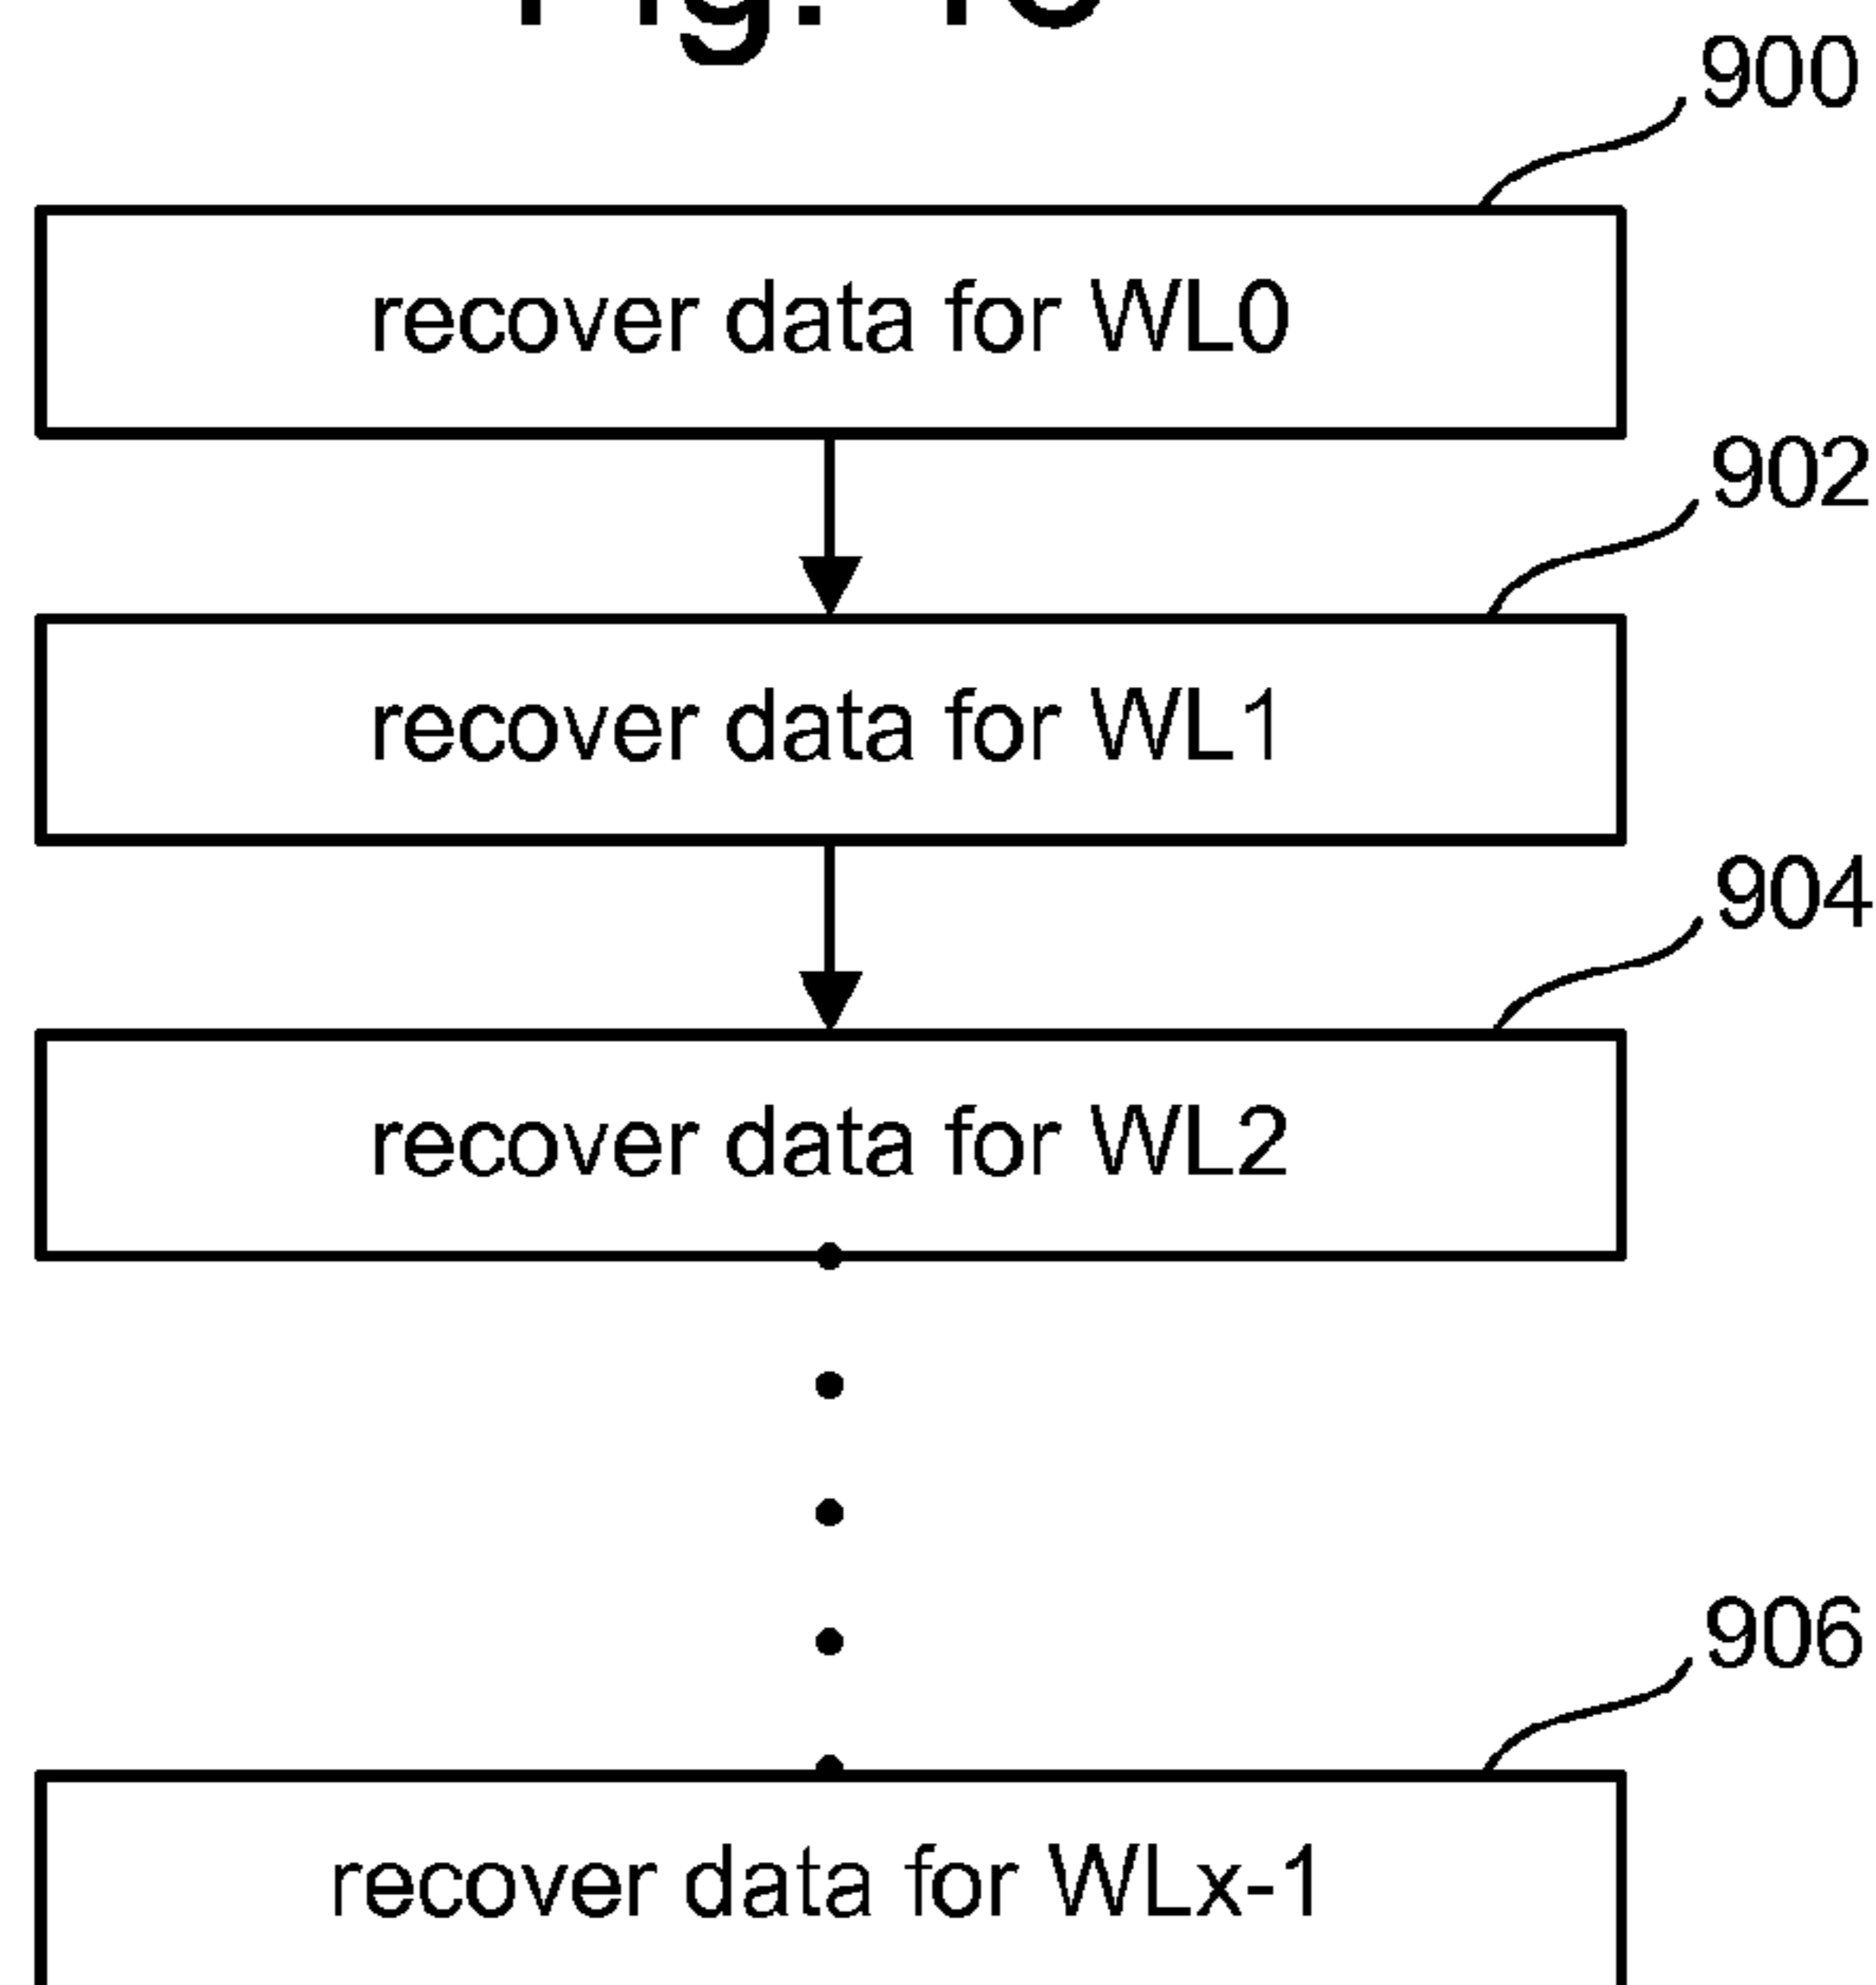 900
recover data for WL0
902
recover data for WL1
904
recover data for WL2
906
recover data for WLx-1